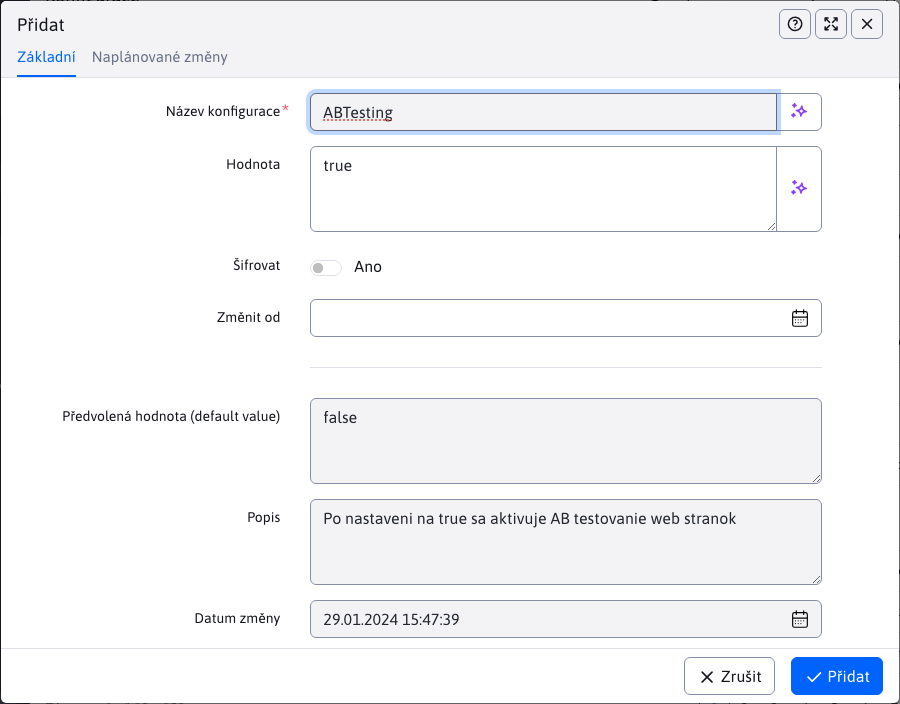 Přidat
Základní Naplánované změny
Název konfigurace* ABTesting
Hodnota true
Šifrovat Ano
Změnit od
Předvolená hodnota (default value) false
Popis Po nastaveni na true sa aktivuje AB testovanie web stranok
Datum změny 29.01.2024 15:47:39
Zrušit Přidat